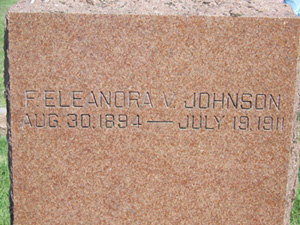 F. ELEANORA V. JOHNSON
AUG. 30, 1894 — JULY 19, 1911